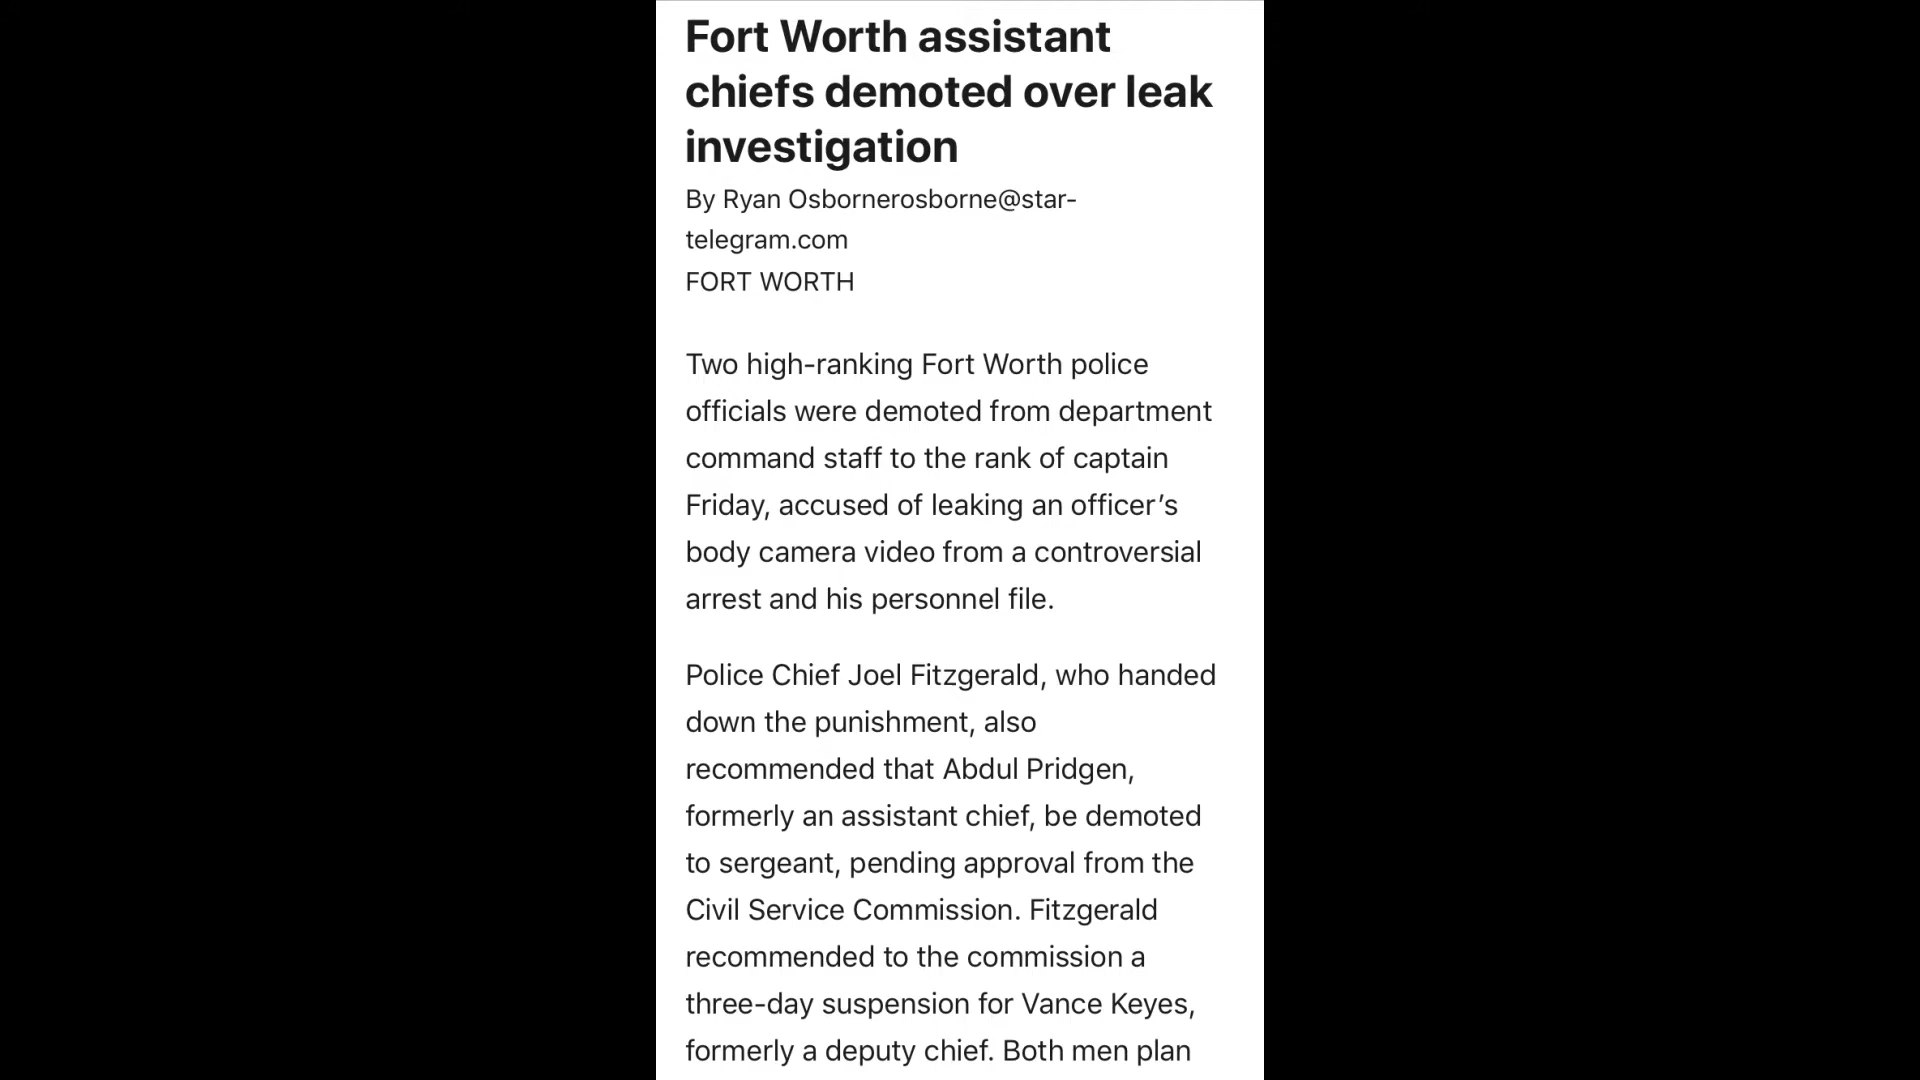 Fort Worth assistant
chiefs demoted over leak
investigation
By Ryan Osbornerosborne@star-
telegram.com
FORT WORTH
Two high-ranking Fort Worth police
officials were demoted from department
command staff to the rank of captain
Friday, accused of leaking an officer’s
body camera video from a controversial
arrest and his personnel file.
Police Chief Joel Fitzgerald, who handed
down the punishment, also
recommended that Abdul Pridgen,
formerly an assistant chief, be demoted
to sergeant, pending approval from the
Civil Service Commission. Fitzgerald
recommended to the commission a
three-day suspension for Vance Keyes,
formerly a deputy chief. Both men plan